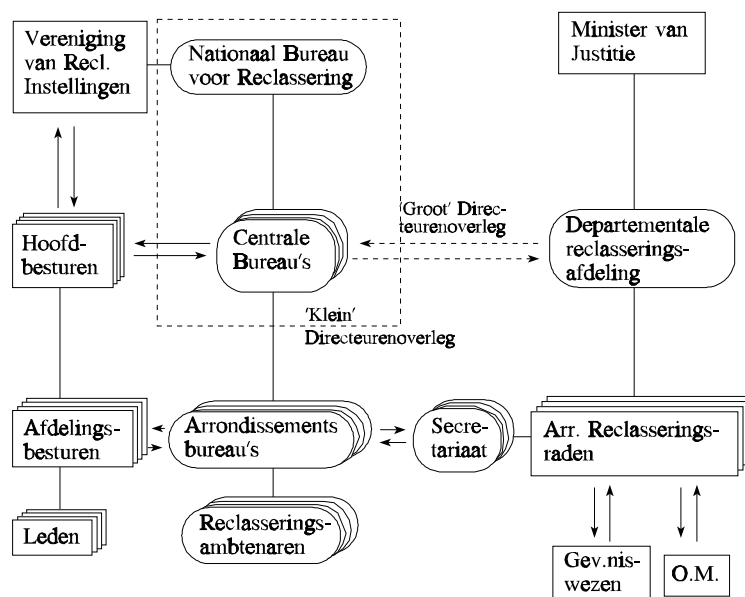 Vereniging
van Recl.
Instellingen
Nationaal Bureau
voor Reclassering
Minister van
Justitie
Hoofd-
besturen
Centrale
Bureau's
'Groot' Direc-
teurenoverleg
Departementale
reclasserings-
afdeling
'Klein'
Directeurenoverleg
Afdelings-
besturen
Arrondissements
bureau's
Secre-
tariaat
Arr. Reclasserings-
raden
Leden
Reclasserings-
ambtenaren
Gev.nis-
wezen
O.M.